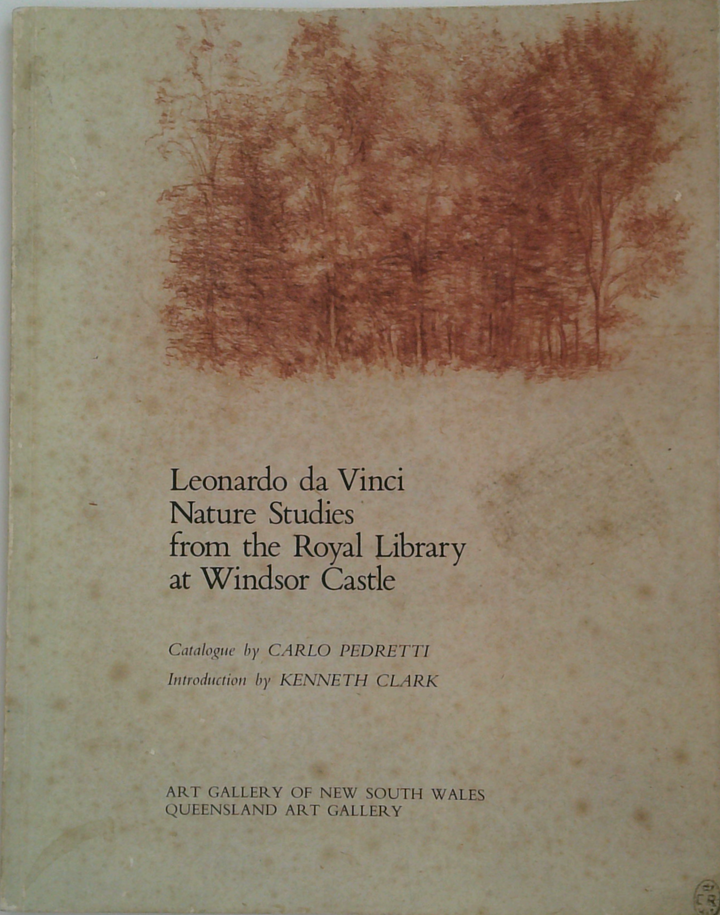 Leonardo da Vinci
Nature Studies
from the Royal Library
at Windsor Castle
Catalogue by CARLO PEDRETTI
Introduction by KENNETH CLARK
ART GALLERY OF NEW SOUTH WALES
QUEENSLAND ART GALLERY